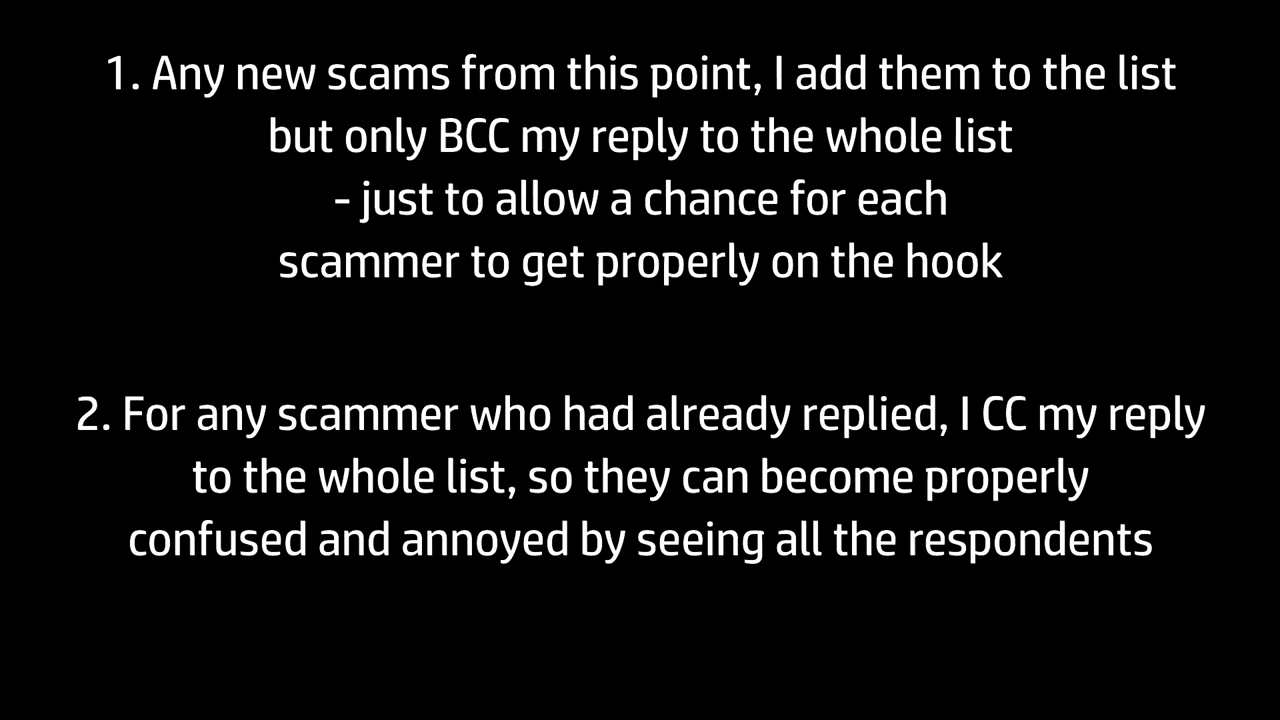 1. Any new scams from this point, I add them to the list
but only BCC my reply to the whole list
- just to allow a chance for each
scammer to get properly on the hook
2. For any scammer who had already replied, I CC my reply
to the whole list, so they can become properly
confused and annoyed by seeing all the respondents